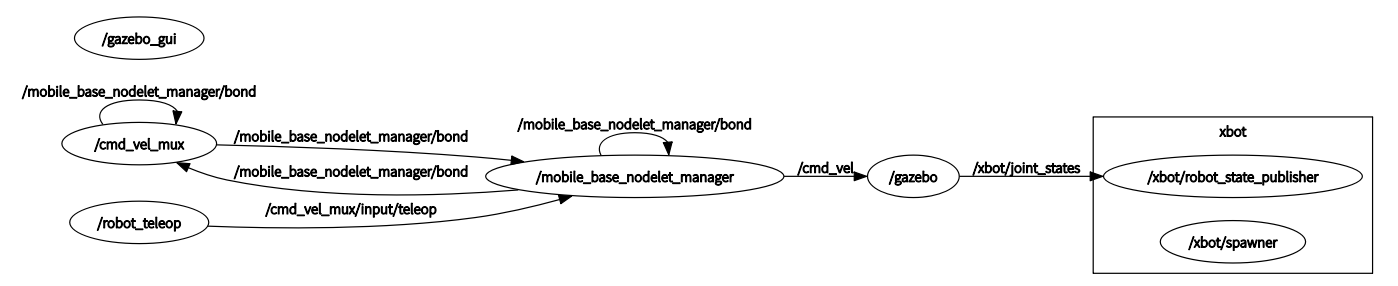 /gazebo_gui
/mobile_base_nodelet_manager/bond
/cmd_vel_mux
/mobile_base_nodelet_manager/bond
/mobile_base_nodelet_manager/bond
/cmd_vel_mux/input/teleop
/robot_teleop
/mobile_base_nodelet_manager/bond
/mobile_base_nodelet_manager
/cmd_vel
/gazebo
/xbot/joint_states
xbot
/xbot/robot_state_publisher
/xbot/spawner